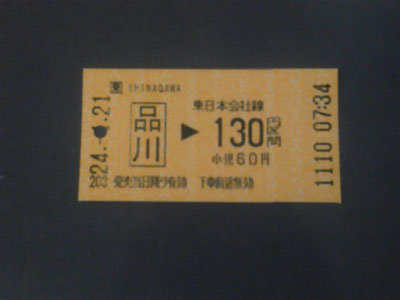 東 SHINAGAWA
東日本会社線
品川 ▶ 130円区間
小児60円
24.-.21
203 発売当日限り有効 下車前途無効
1110 07:34